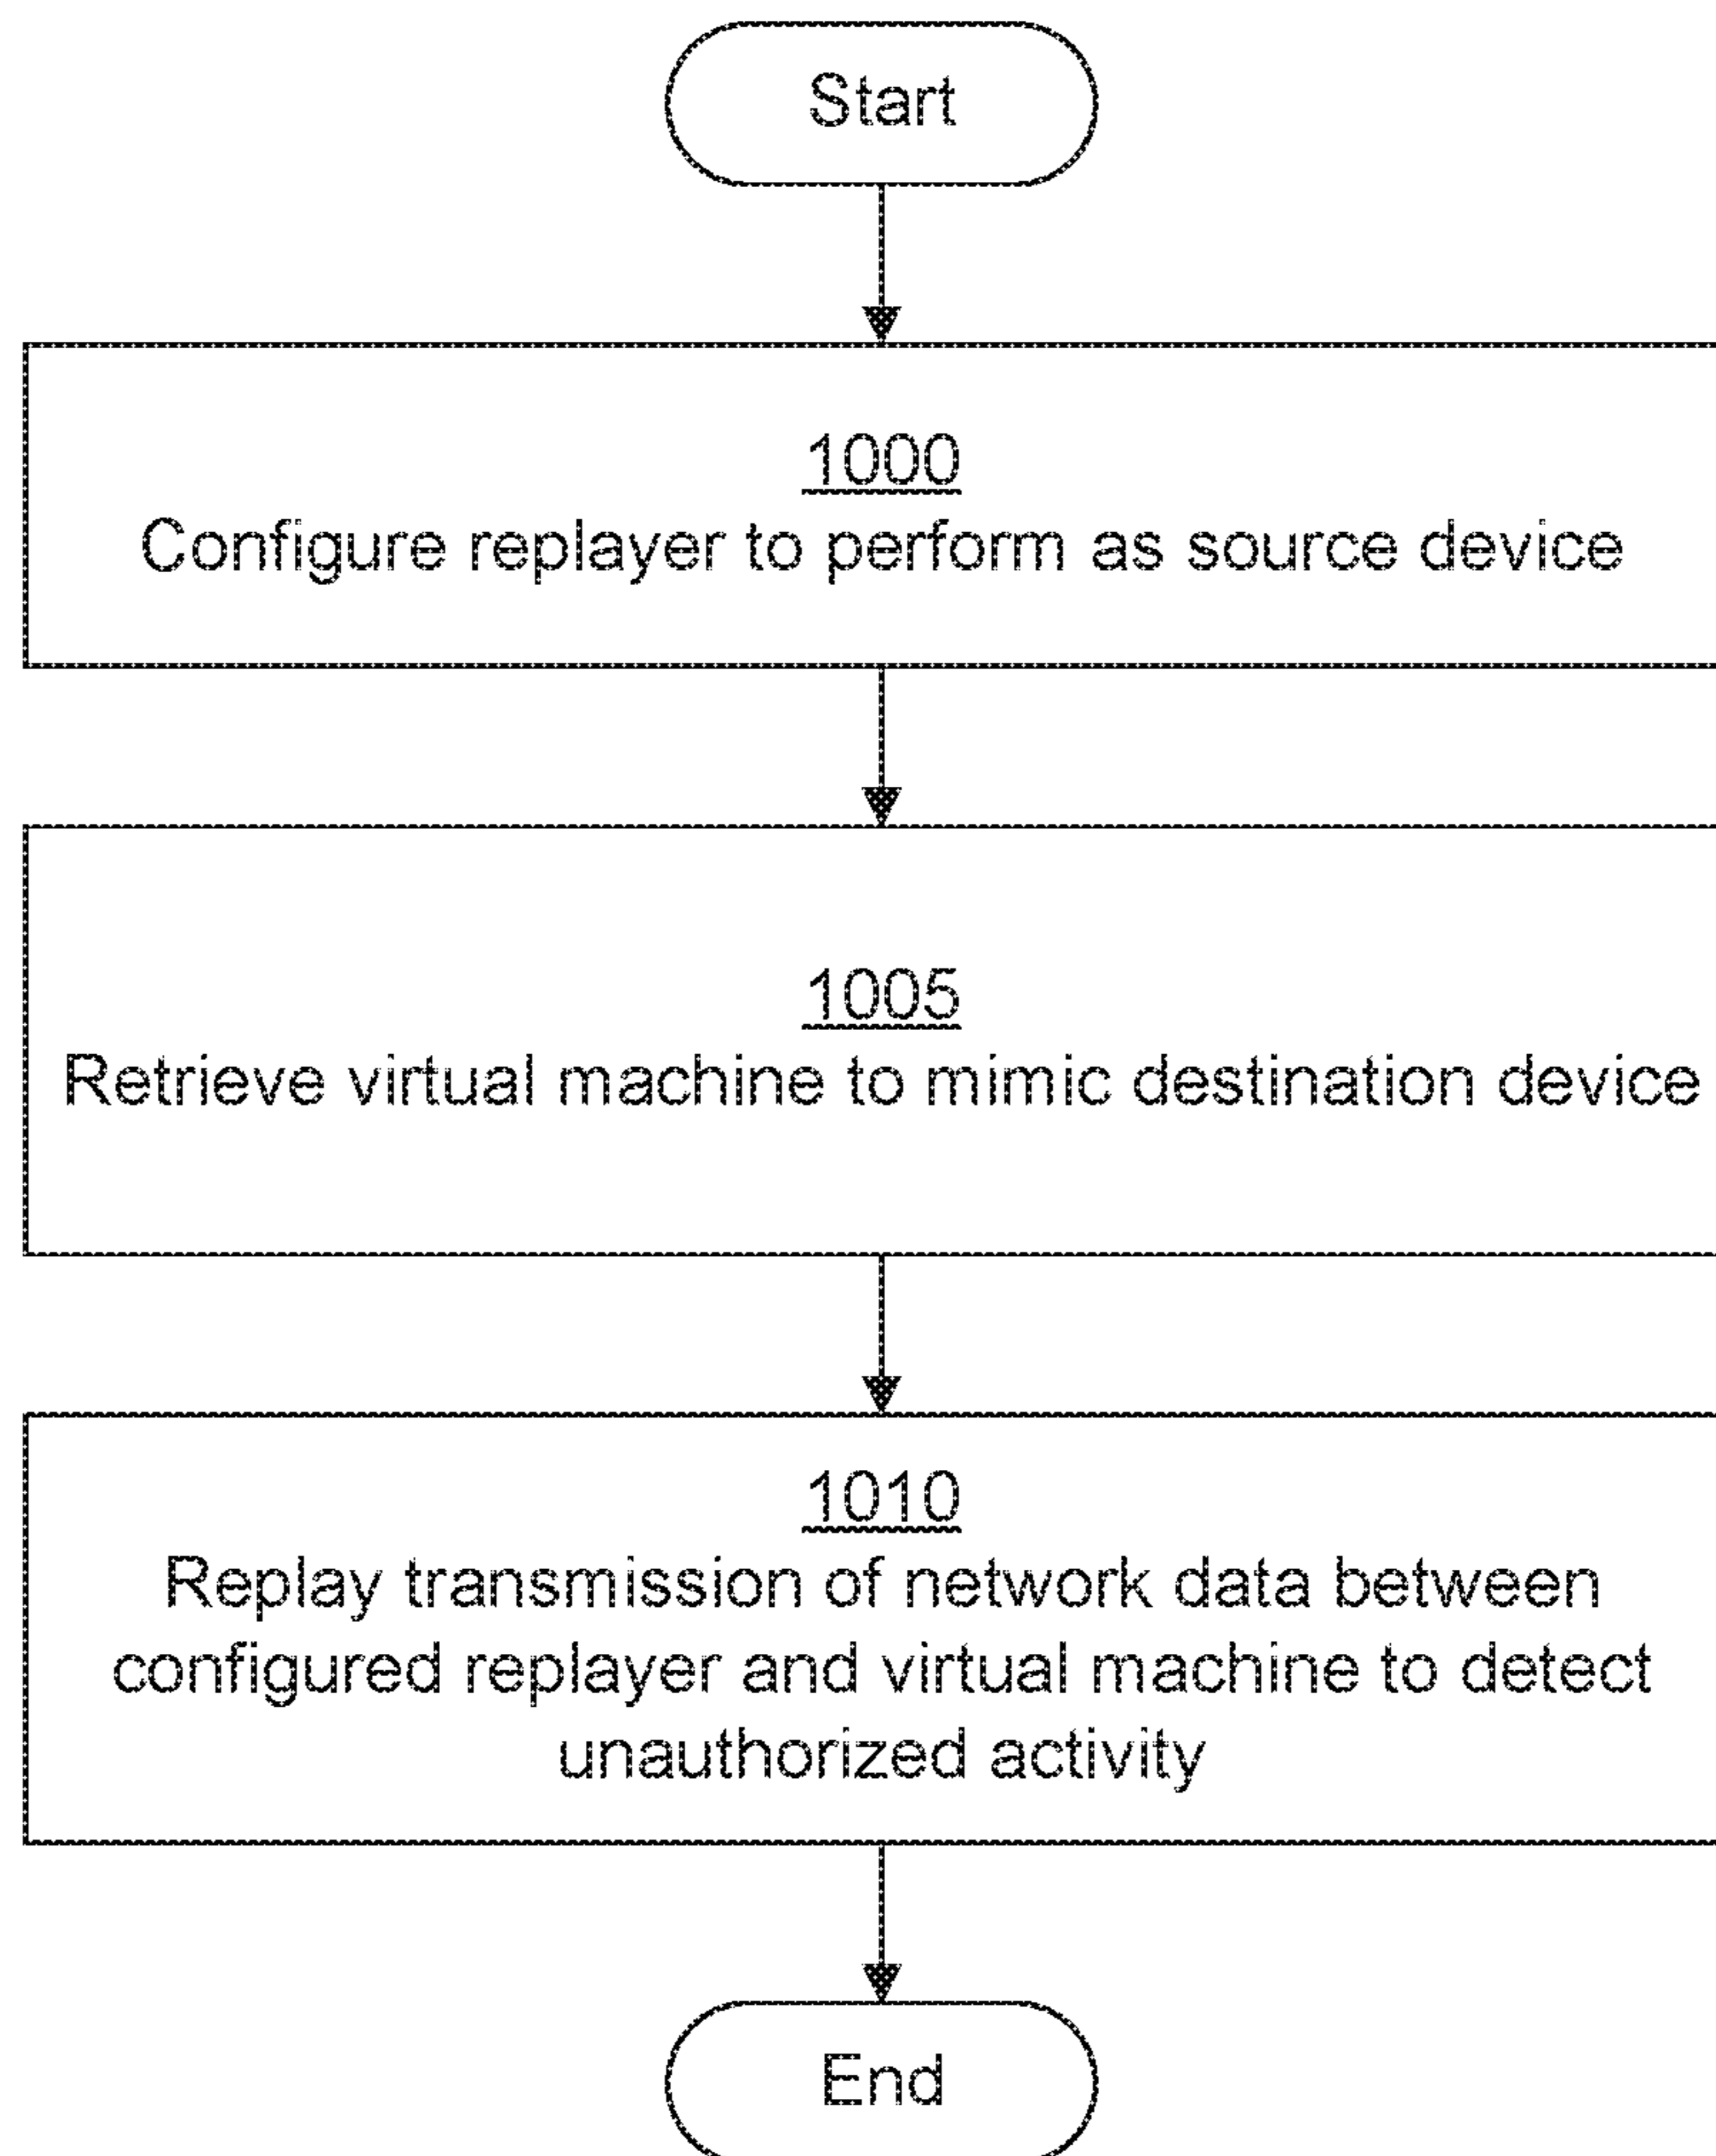 Start
1000
Configure replayer to perform as source device
1005
Retrieve virtual machine to mimic destination device
1010
Replay transmission of network data between
configured replayer and virtual machine to detect
unauthorized activity
End